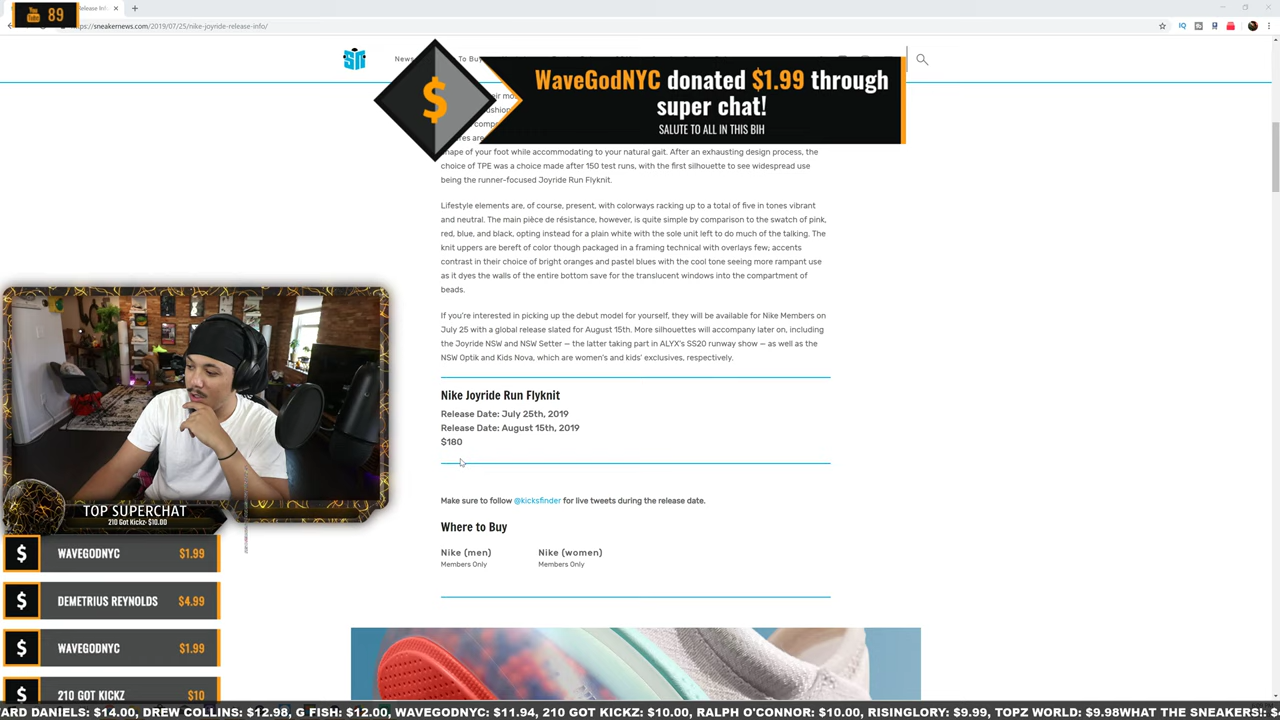 89
Release Inf
https://sneakernews.com/2019/07/25/nike-joyride-release-info/
News
To Buy
WaveGodNYC donated $1.99 through
super chat!
SALUTE TO ALL IN THIS BIH
shape of your foot while accommodating to your natural gait. After an exhausting design process, the
choice of TPE was a choice made after 150 test runs, with the first silhouette to see widespread use
being the runner-focused Joyride Run Flyknit.
Lifestyle elements are, of course, present, with colorways racking up to a total of five in tones vibrant
and neutral. The main pièce de résistance, however, is quite simple by comparison to the swatch of pink,
red, blue, and black, opting instead for a plain white with the sole unit left to do much of the talking. The
knit uppers are bereft of color though packaged in a framing technical with overlays few; accents
contrast in their choice of bright oranges and pastel blues with the cool tone seeing more rampant use
as it dyes the walls of the entire bottom save for the translucent windows into the compartment of
beads.
If you're interested in picking up the debut model for yourself, they will be available for Nike Members on
July 25 with a global release slated for August 15th. More silhouettes will accompany later on, including
the Joyride NSW and NSW Setter — the latter taking part in ALYX's SS20 runway show — as well as the
NSW Optik and Kids Nova, which are women's and kids' exclusives, respectively.
Nike Joyride Run Flyknit
Release Date: July 25th, 2019
Release Date: August 15th, 2019
$180
Make sure to follow @kicksfinder for live tweets during the release date.
Where to Buy
Nike (men) Nike (women)
Members Only Members Only
TOP SUPERCHAT
210 Got Kickz- $10.00
$ WAVEGODNYC $1.99
$ DEMETRIUS REYNOLDS $4.99
$ WAVEGODNYC $1.99
$ 210 GOT KICKZ $10
ARD DANIELS: $14.00, DREW COLLINS: $12.98, G FISH: $12.00, WAVEGODNYC: $11.94, 210 GOT KICKZ: $10.00, RALPH O'CONNOR: $10.00, RISINGLORY: $9.99, TOPZ WORLD: $9.98WHAT THE SNEAKERS!: